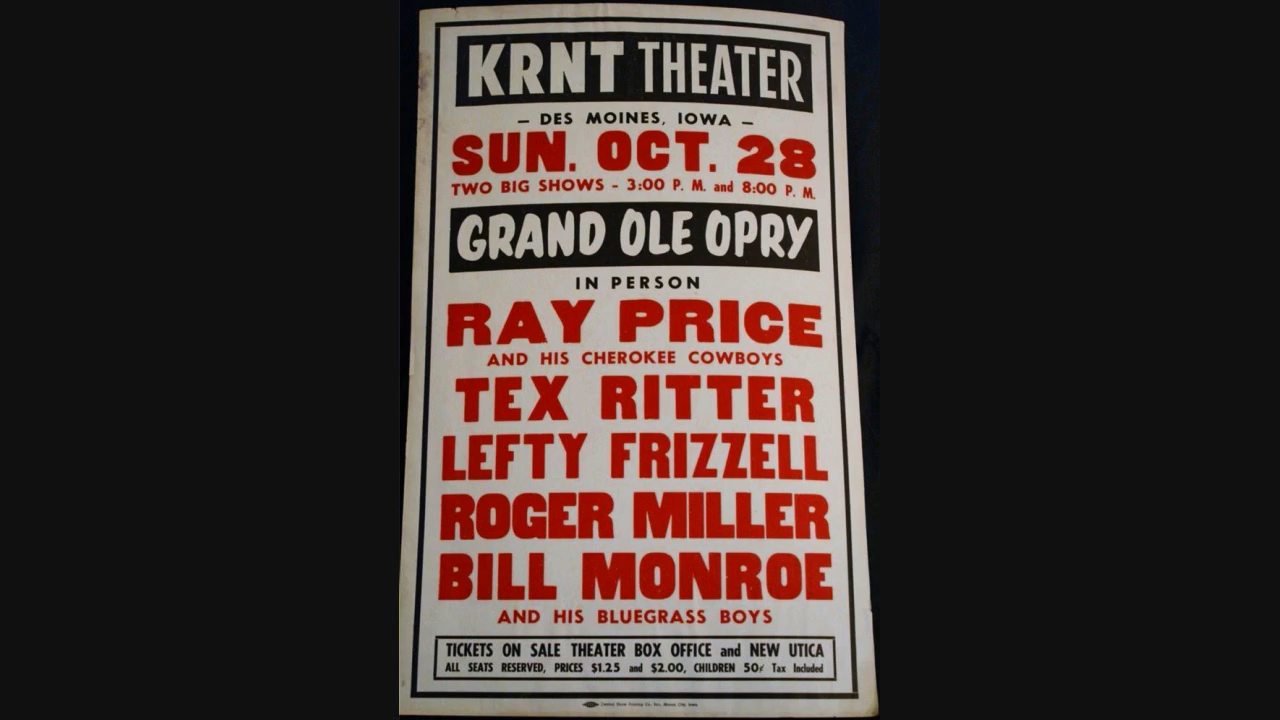 KRNT THEATER
– DES MOINES, IOWA –
SUN. OCT. 28
TWO BIG SHOWS - 3:00 P. M. and 8:00 P. M.
GRAND OLE OPRY
IN PERSON
RAY PRICE
AND HIS CHEROKEE COWBOYS
TEX RITTER
LEFTY FRIZZELL
ROGER MILLER
BILL MONROE
AND HIS BLUEGRASS BOYS
TICKETS ON SALE THEATER BOX OFFICE and NEW UTICA
ALL SEATS RESERVED, PRICES $1.25 and $2.00, CHILDREN 50¢ Tax Included